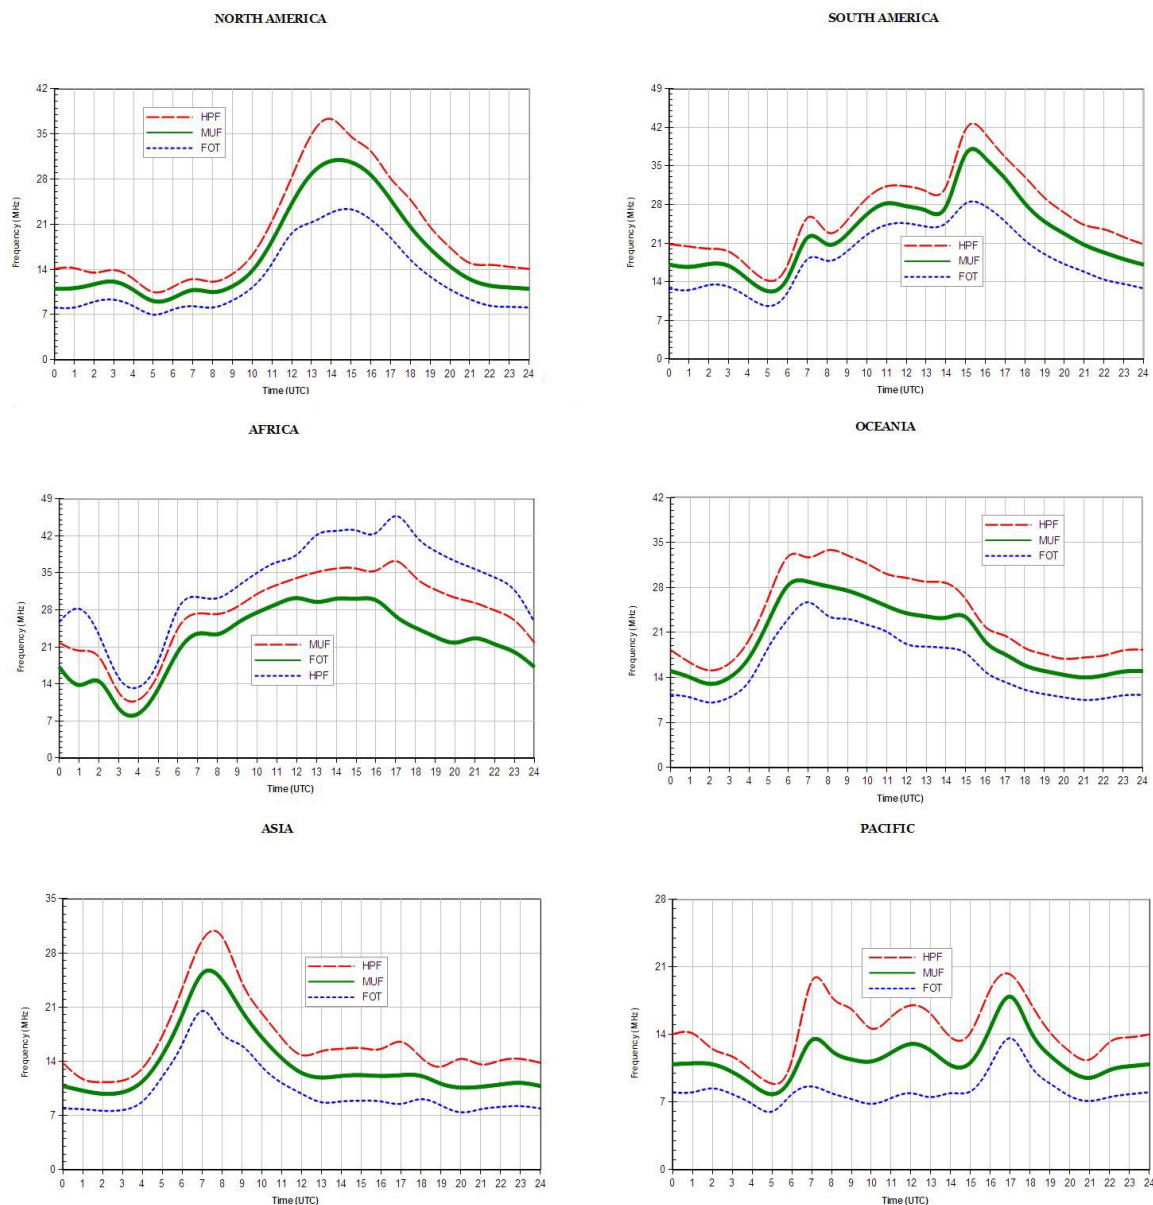 NORTH AMERICA
Frequency (MHz)
42
35
28
21
14
7
0
HPF
MUF
FOT
0 1 2 3 4 5 6 7 8 9 10 11 12 13 14 15 16 17 18 19 20 21 22 23 24
Time (UTC)
SOUTH AMERICA
Frequency (MHz)
49
42
35
28
21
14
7
0
HPF
MUF
FOT
0 1 2 3 4 5 6 7 8 9 10 11 12 13 14 15 16 17 18 19 20 21 22 23 24
Time (UTC)
AFRICA
Frequency (MHz)
49
42
35
28
21
14
7
0
MUF
FOT
HPF
0 1 2 3 4 5 6 7 8 9 10 11 12 13 14 15 16 17 18 19 20 21 22 23 24
Time (UTC)
OCEANIA
Frequency (MHz)
42
35
28
21
14
7
0
HPF
MUF
FOT
0 1 2 3 4 5 6 7 8 9 10 11 12 13 14 15 16 17 18 19 20 21 22 23 24
Time (UTC)
ASIA
Frequency (MHz)
35
28
21
14
7
0
HPF
MUF
FOT
0 1 2 3 4 5 6 7 8 9 10 11 12 13 14 15 16 17 18 19 20 21 22 23 24
Time (UTC)
PACIFIC
Frequency (MHz)
28
21
14
7
0
HPF
MUF
FOT
0 1 2 3 4 5 6 7 8 9 10 11 12 13 14 15 16 17 18 19 20 21 22 23 24
Time (UTC)